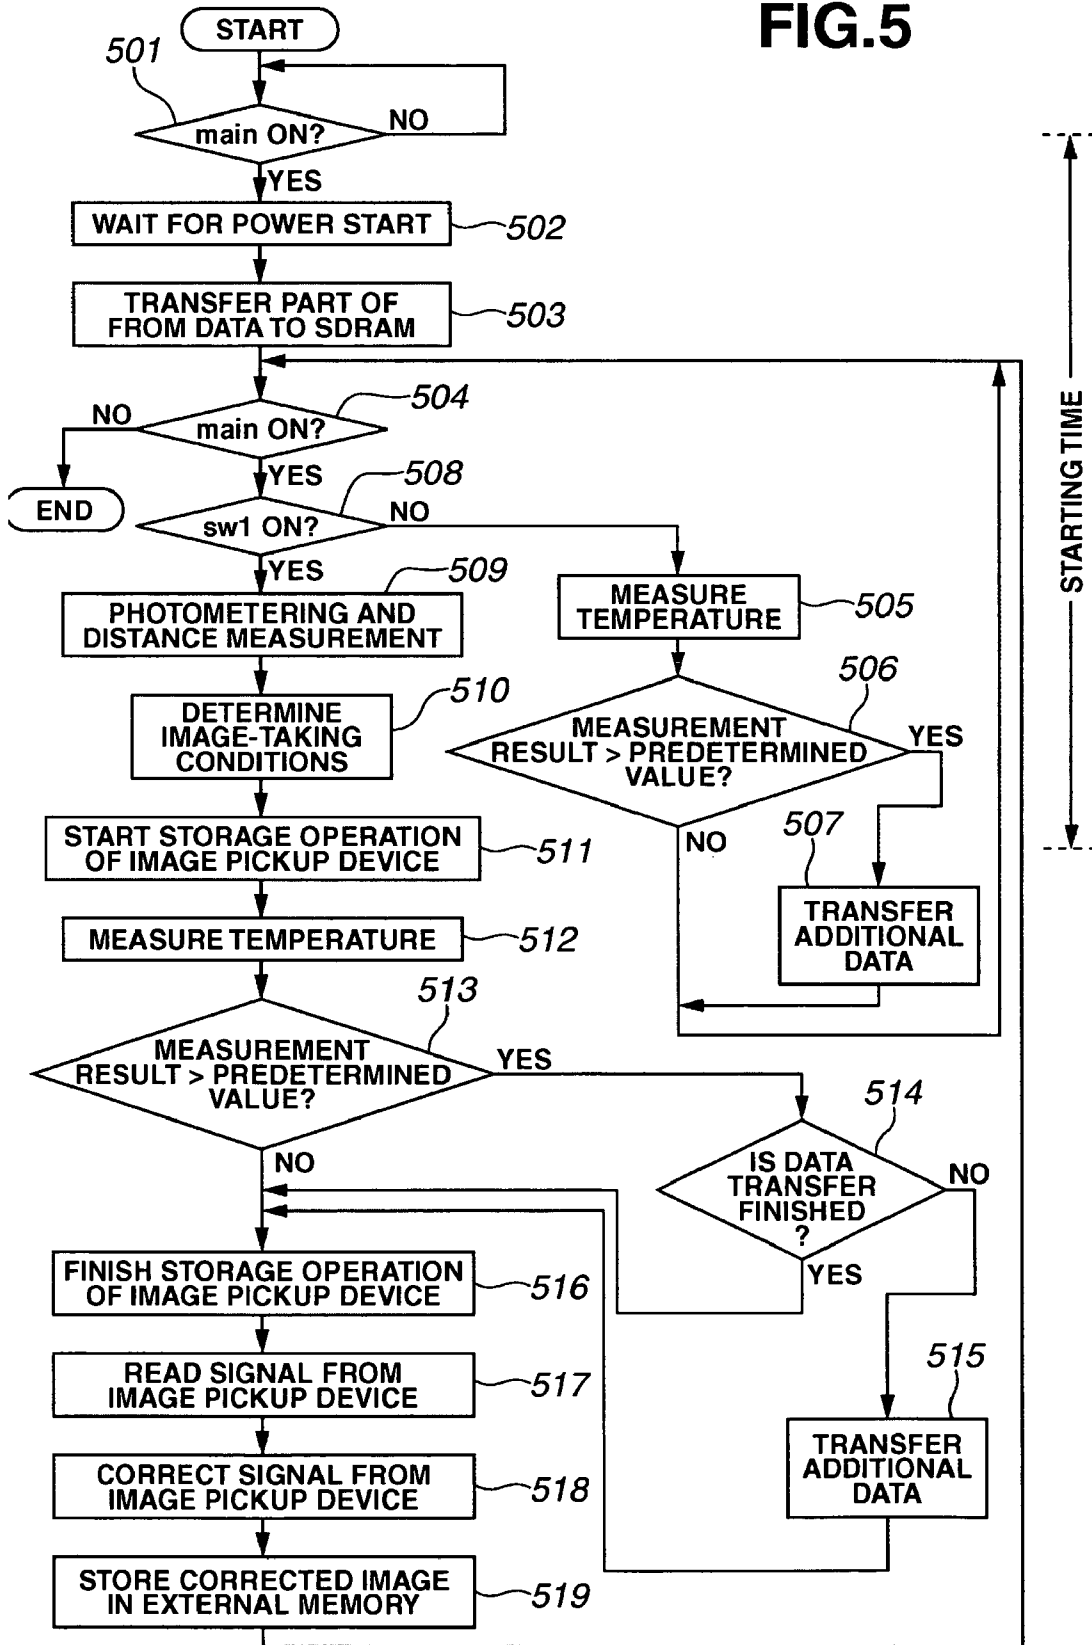 FIG.5
START
501
main ON?
NO
YES
WAIT FOR POWER START
502
TRANSFER PART OF
FROM DATA TO SDRAM
503
504
NO
main ON?
YES
END
508
sw1 ON?
NO
YES
509
PHOTOMETERING AND
DISTANCE MEASUREMENT
MEASURE
TEMPERATURE
505
STARTING TIME
510
DETERMINE
IMAGE-TAKING
CONDITIONS
506
MEASUREMENT
RESULT > PREDETERMINED
VALUE?
YES
NO
START STORAGE OPERATION
OF IMAGE PICKUP DEVICE
511
507
TRANSFER
ADDITIONAL
DATA
MEASURE TEMPERATURE
512
513
MEASUREMENT
RESULT > PREDETERMINED
VALUE?
YES
NO
514
IS DATA
TRANSFER
FINISHED
?
NO
YES
FINISH STORAGE OPERATION
OF IMAGE PICKUP DEVICE
516
READ SIGNAL FROM
IMAGE PICKUP DEVICE
517
515
TRANSFER
ADDITIONAL
DATA
CORRECT SIGNAL FROM
IMAGE PICKUP DEVICE
518
STORE CORRECTED IMAGE
IN EXTERNAL MEMORY
519